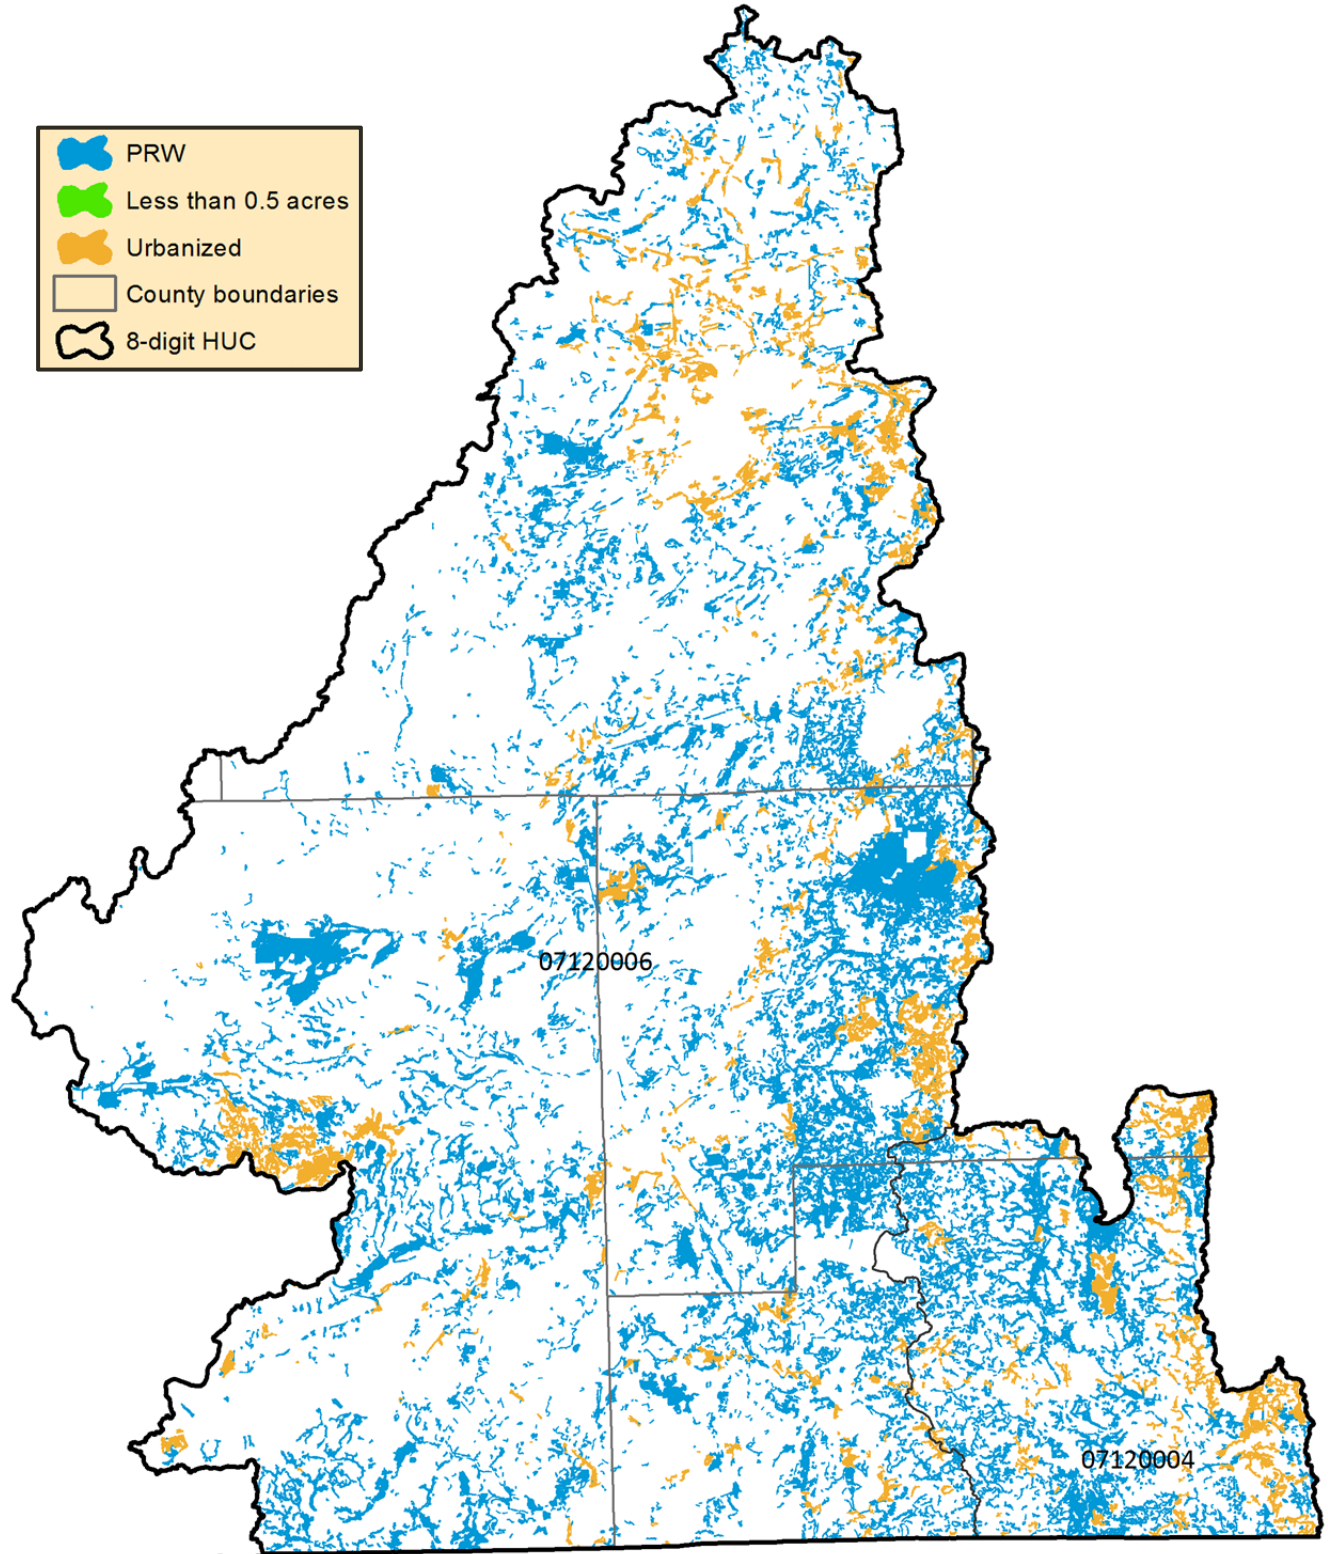 PRW
Less than 0.5 acres
Urbanized
County boundaries
8-digit HUC
07120006
07120004